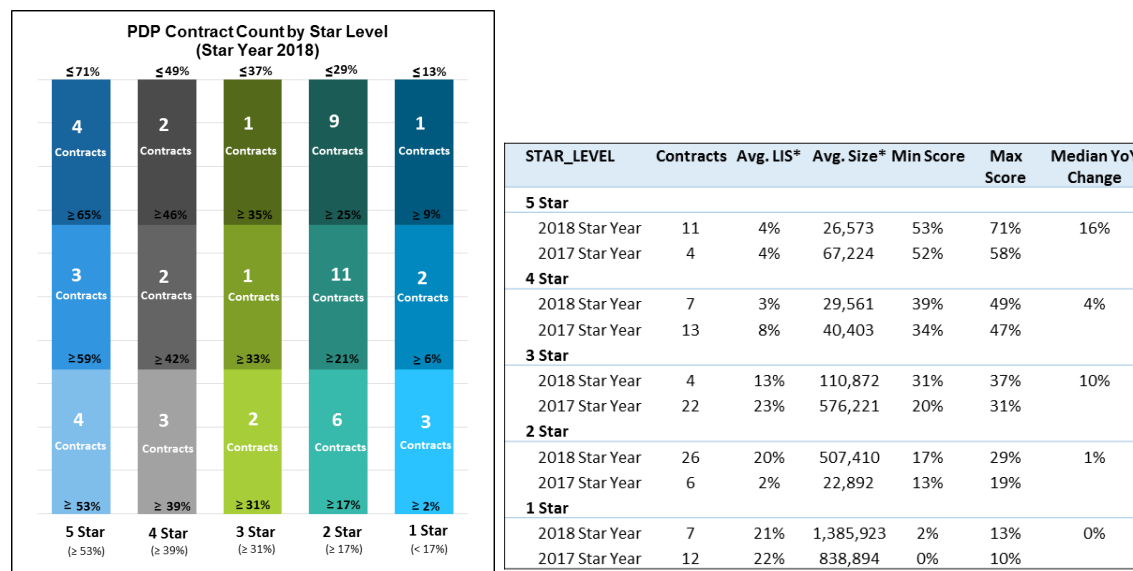 PDP Contract Count by Star Level
(Star Year 2018)
≤71% ≤49% ≤37% ≤29% ≤13%
4 2 1 9 1
Contracts Contracts Contracts Contracts Contracts
≥65% ≥46% ≥35% ≥25% ≥9%
3 2 1 11 2
Contracts Contracts Contracts Contracts Contracts
≥59% ≥42% ≥33% ≥21% ≥6%
4 3 2 6 3
Contracts Contracts Contracts Contracts Contracts
≥53% ≥39% ≥31% ≥17% ≥2%
5 Star 4 Star 3 Star 2 Star 1 Star
(≥53%) (≥39%) (≥31%) (≥17%) (<17%)
STAR_LEVEL Contracts Avg. LIS* Avg. Size* Min Score Max Median YoY
Score Change
5 Star
2018 Star Year 11 4% 26,573 53% 71% 16%
2017 Star Year 4 4% 67,224 52% 58%
4 Star
2018 Star Year 7 3% 29,561 39% 49% 4%
2017 Star Year 13 8% 40,403 34% 47%
3 Star
2018 Star Year 4 13% 110,872 31% 37% 10%
2017 Star Year 22 23% 576,221 20% 31%
2 Star
2018 Star Year 26 20% 507,410 17% 29% 1%
2017 Star Year 6 2% 22,892 13% 19%
1 Star
2018 Star Year 7 21% 1,385,923 2% 13% 0%
2017 Star Year 12 22% 838,894 0% 10%